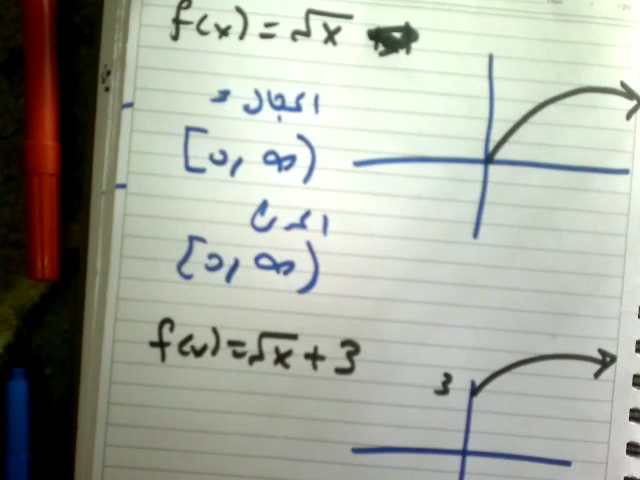 f(x) = √x
المجال =
[0, ∞)
المدى
[0, ∞)
f(x) = √x + 3
3